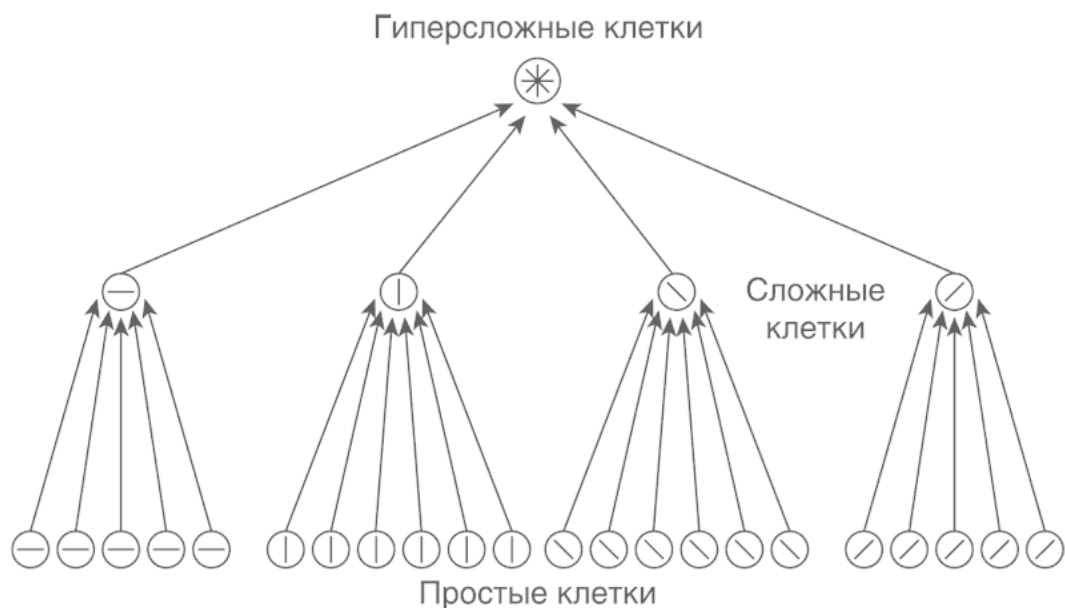 Гиперсложные клетки
Сложные
клетки
Простые клетки